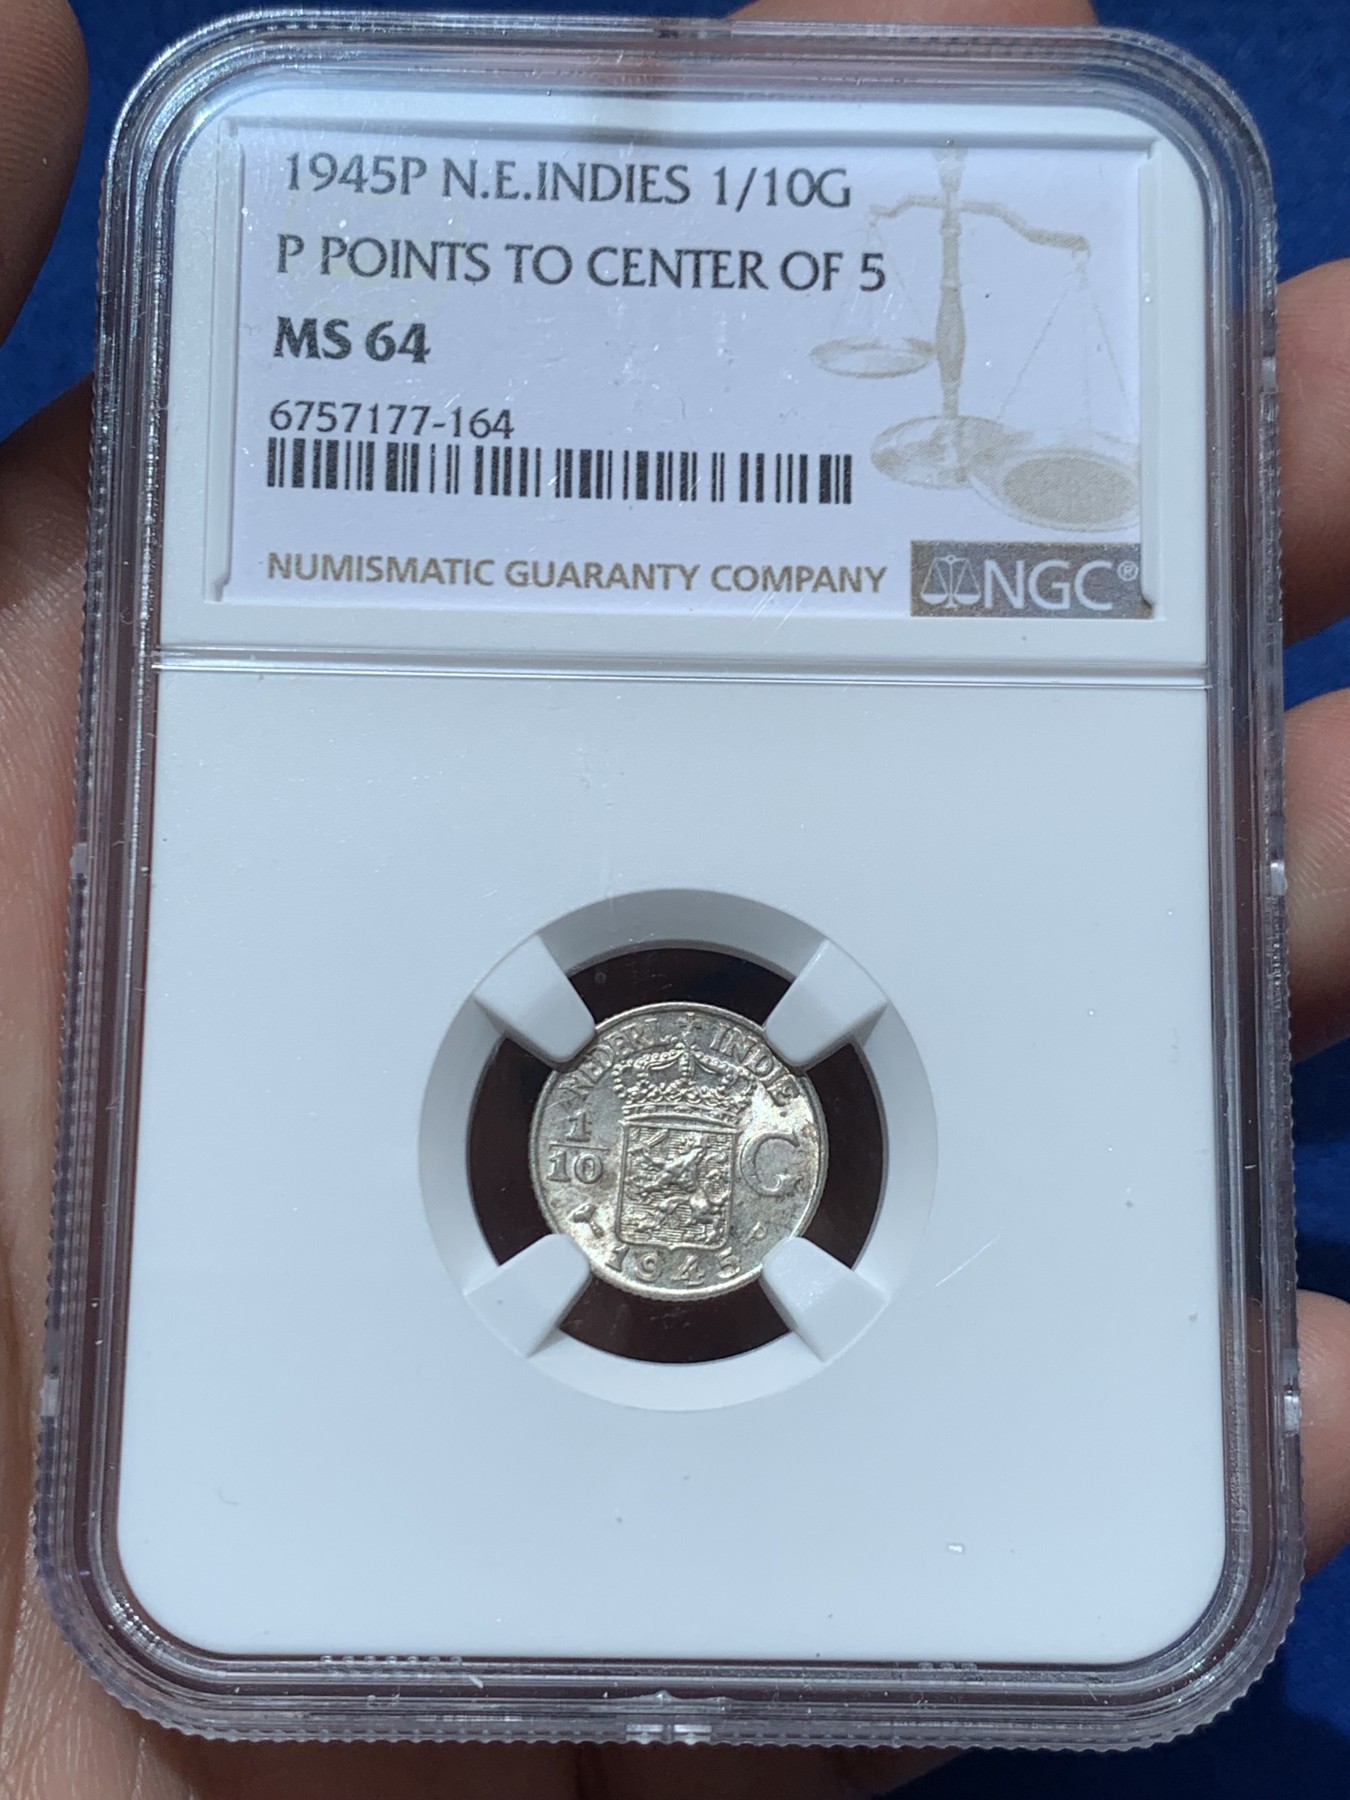 1945P N.E.INDIES 1/10G
P POINTS TO CENTER OF 5
MS 64
6757177-164
NUMISMATIC GUARANTY COMPANY NGC®
NEDERL INDIE
1/10 G
P
1945